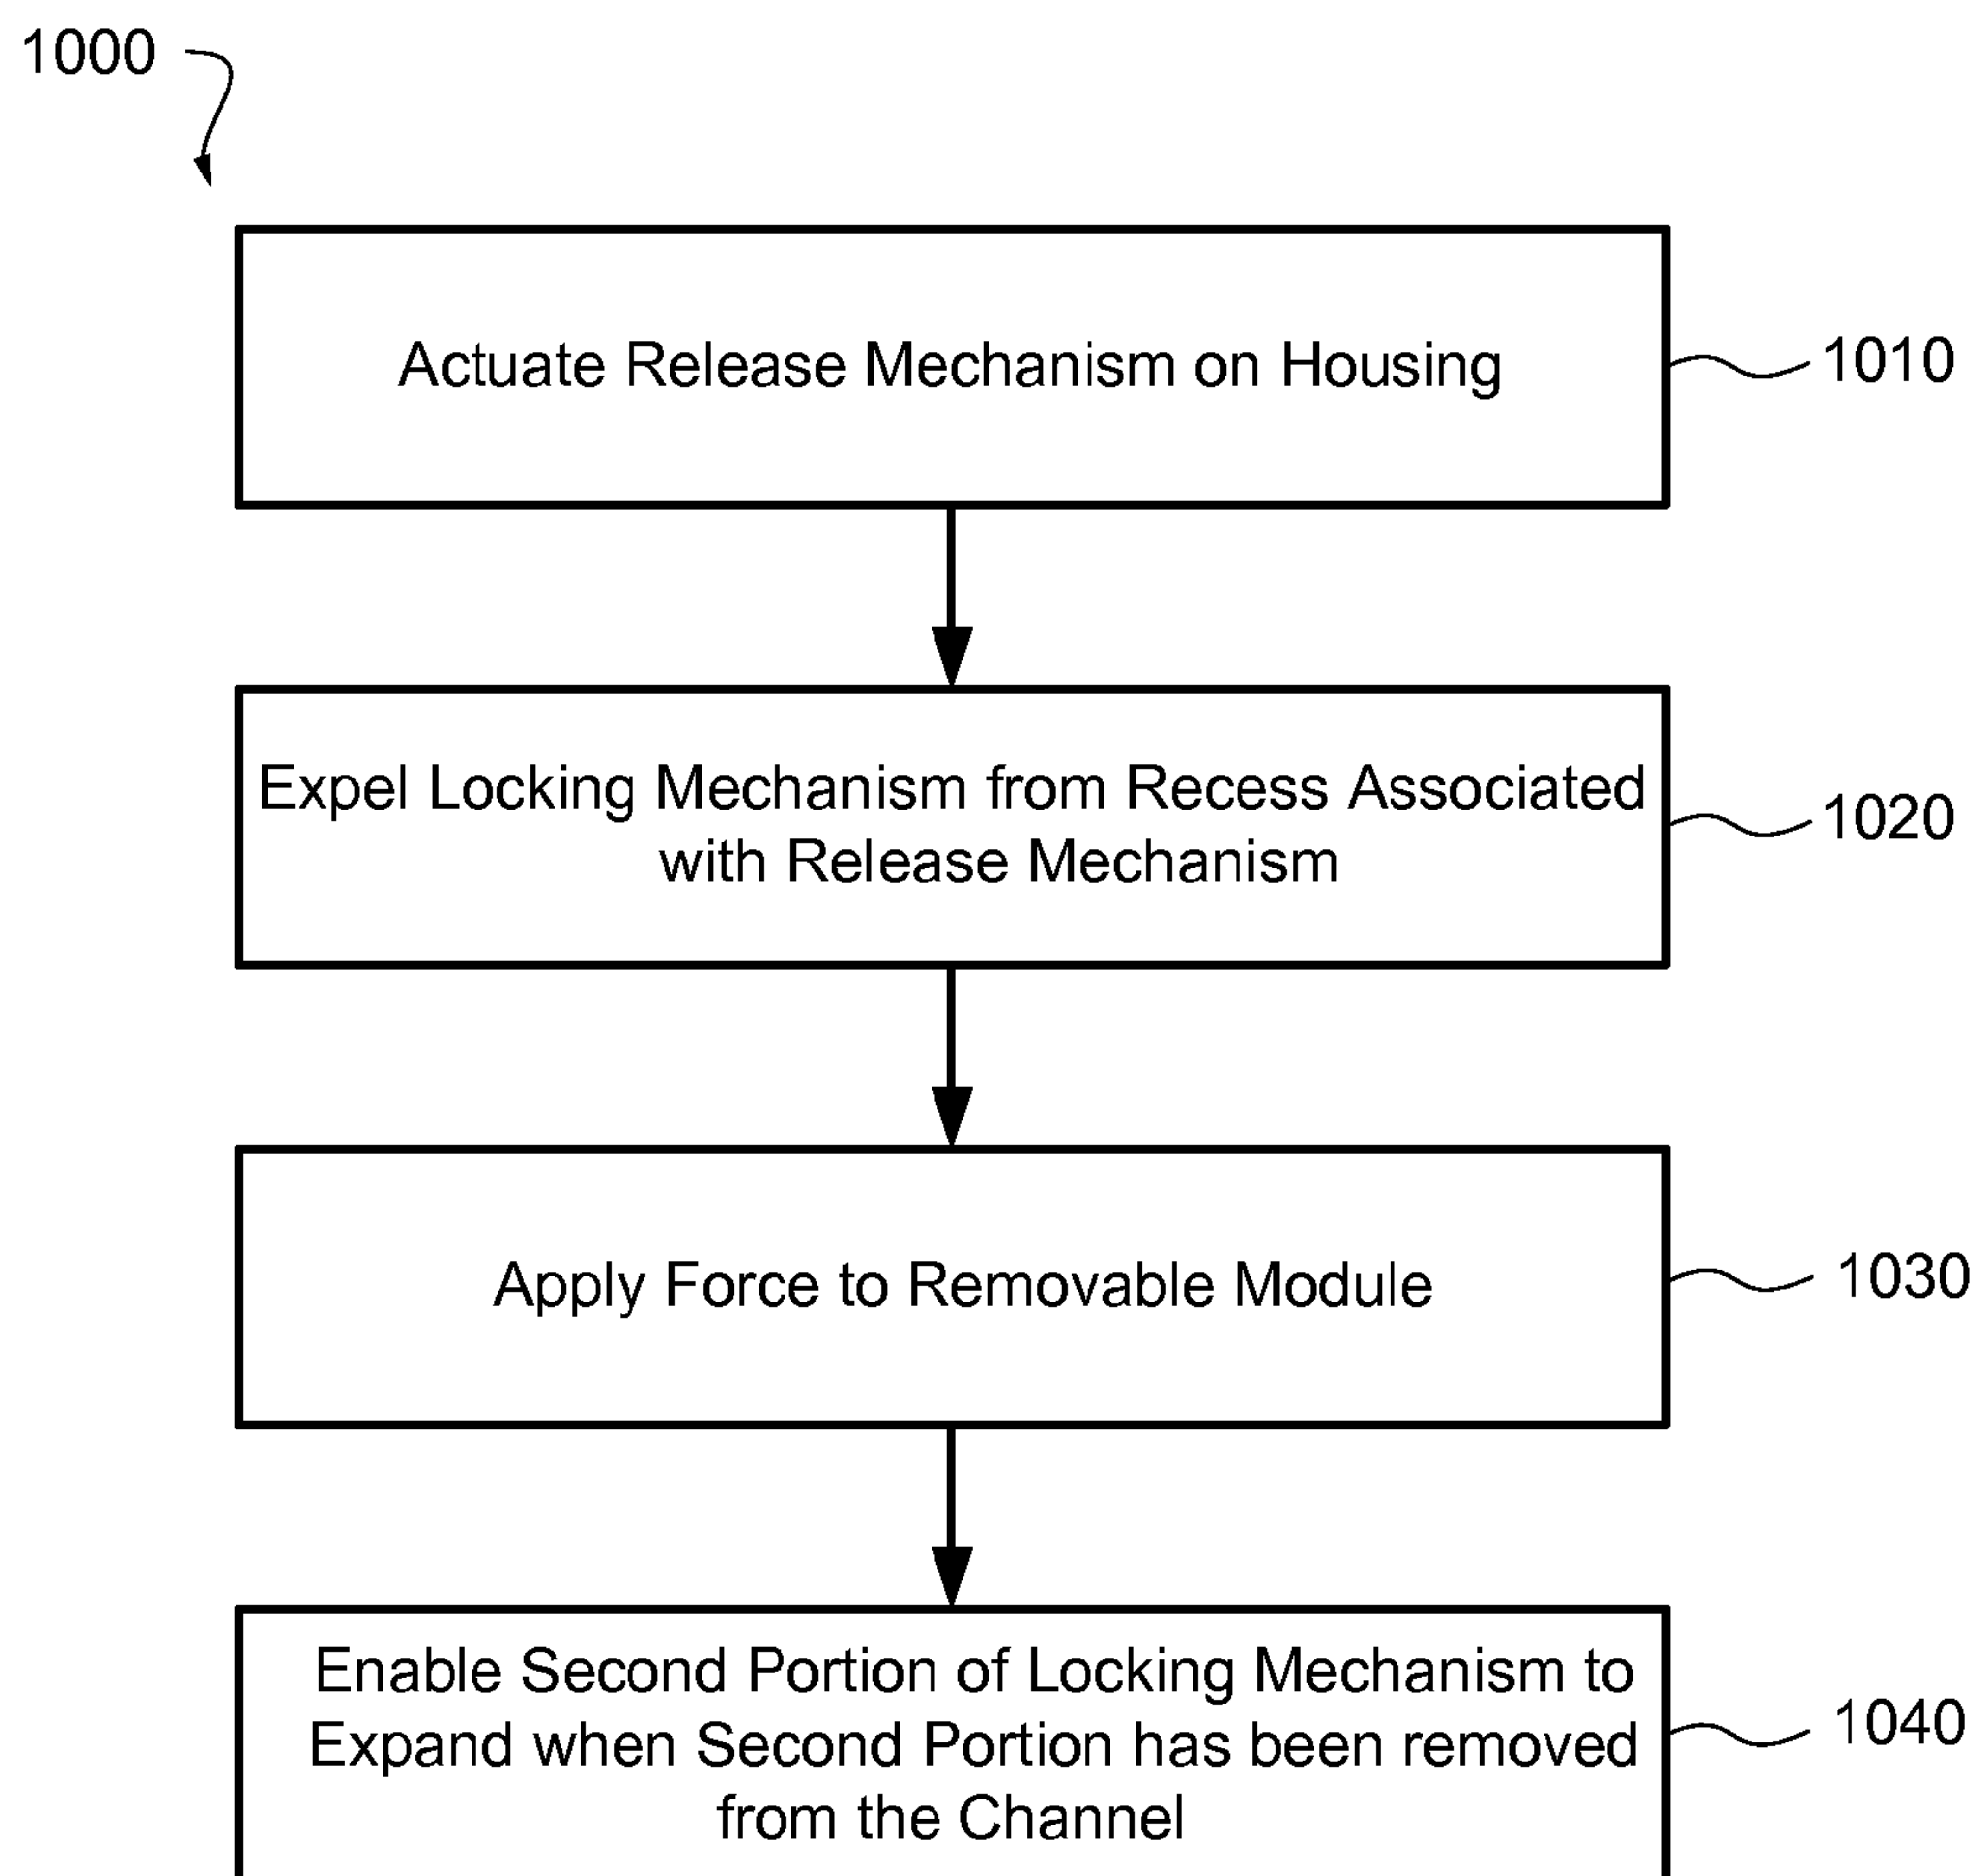 1000
Actuate Release Mechanism on Housing
1010
Expel Locking Mechanism from Recess Associated
with Release Mechanism
1020
Apply Force to Removable Module
1030
Enable Second Portion of Locking Mechanism to
Expand when Second Portion has been removed
from the Channel
1040